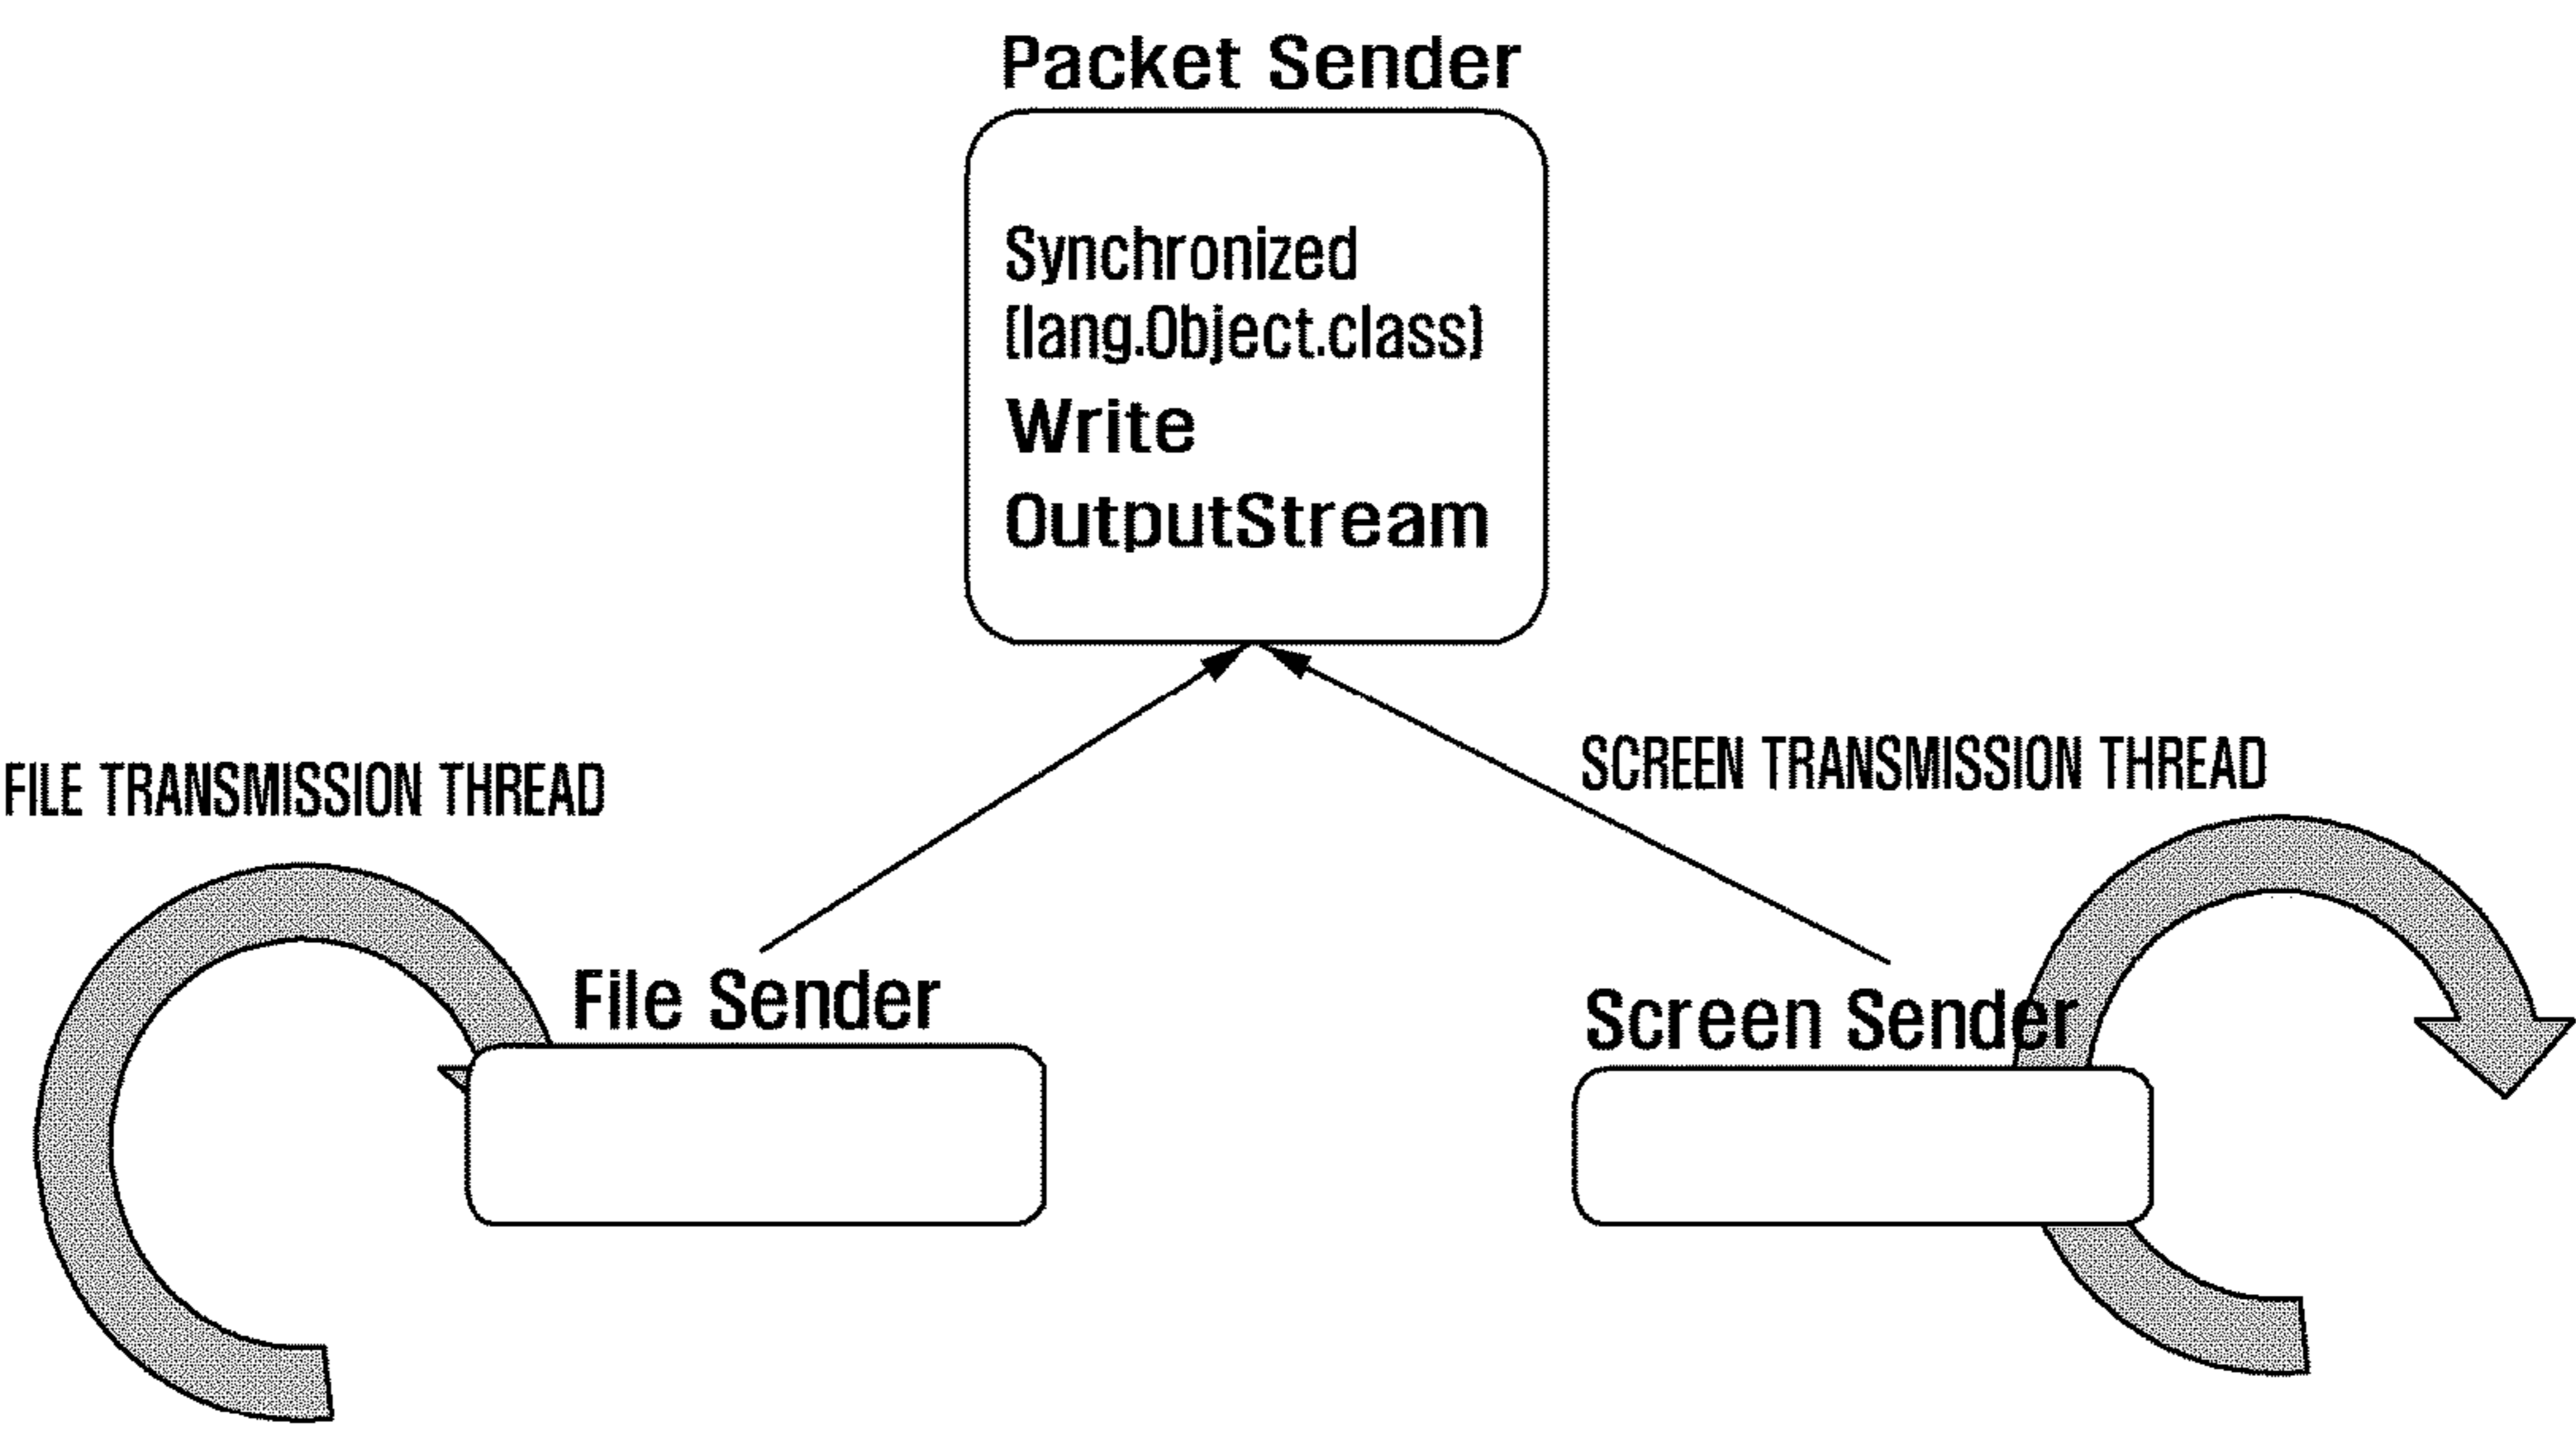 Packet Sender
Synchronized
(lang.Object.class)
Write
OutputStream
FILE TRANSMISSION THREAD
SCREEN TRANSMISSION THREAD
File Sender
Screen Sender